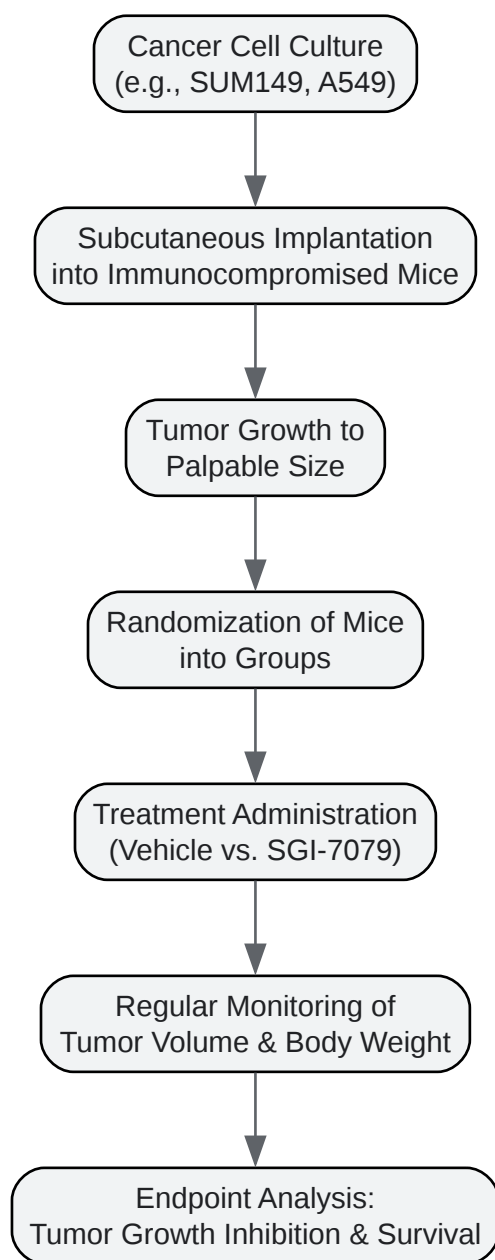 Cancer Cell Culture
(e.g., SUM149, A549)
Subcutaneous Implantation
into Immunocompromised Mice
Tumor Growth to
Palpable Size
Randomization of Mice
into Groups
Treatment Administration
(Vehicle vs. SGI-7079)
Regular Monitoring of
Tumor Volume & Body Weight
Endpoint Analysis:
Tumor Growth Inhibition & Survival